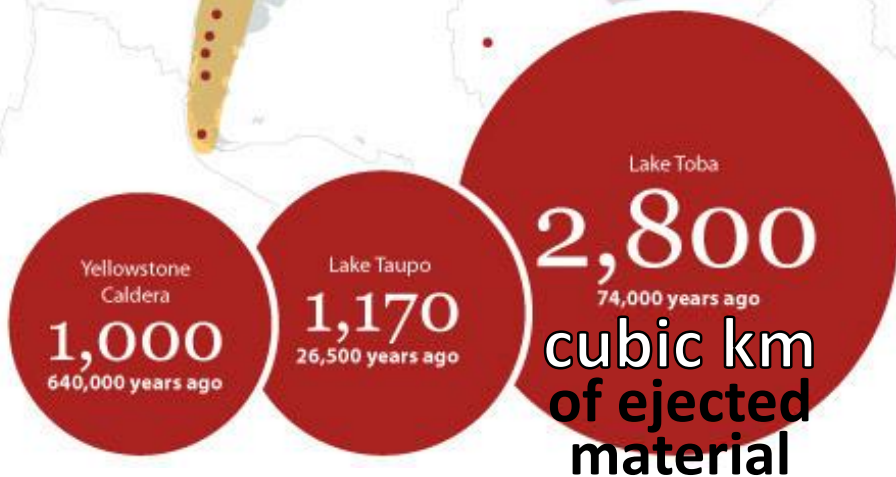 Yellowstone
Caldera
1,000
640,000 years ago
Lake Taupo
1,170
26,500 years ago
Lake Toba
2,800
74,000 years ago
cubic km
of ejected
material